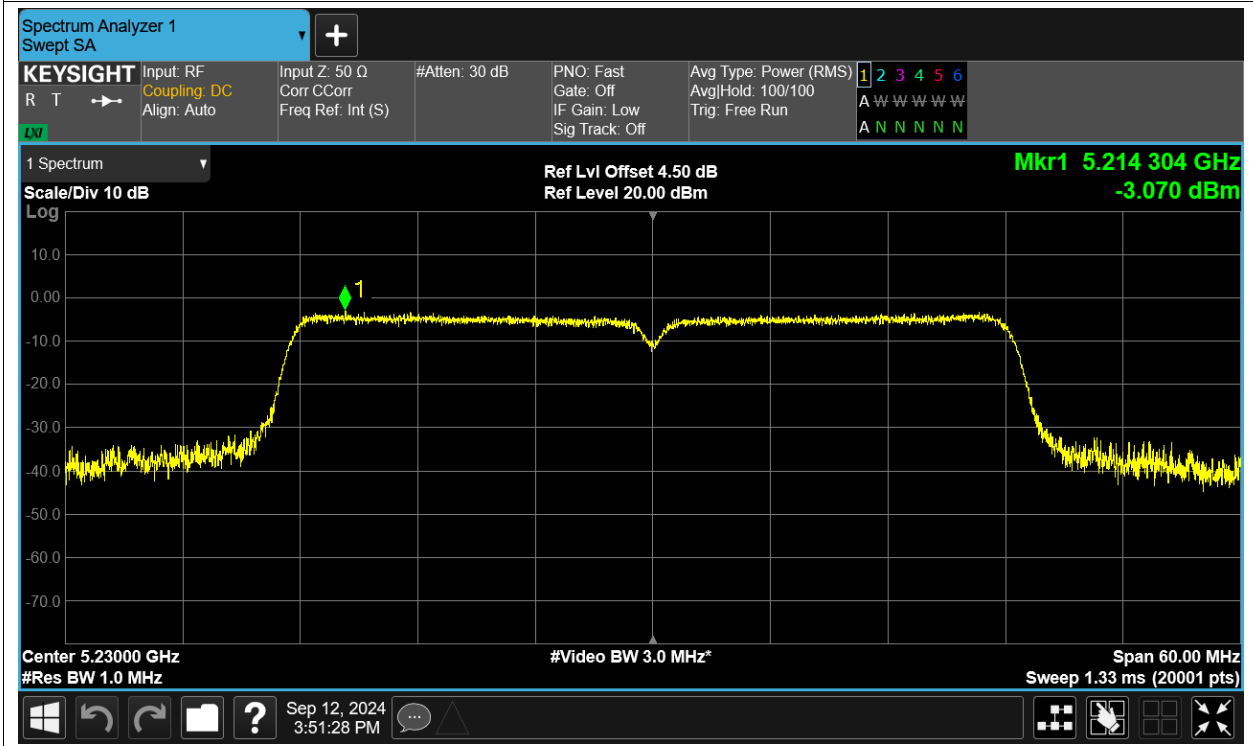 Spectrum Analyzer 1
Swept SA
+
KEYSIGHT
R T
LXI
Input: RF
Coupling: DC
Align: Auto
Input Z: 50 Ω
Corr CCorr
Freq Ref: Int (S)
#Atten: 30 dB
PNO: Fast
Gate: Off
IF Gain: Low
Sig Track: Off
Avg Type: Power (RMS)
Avg|Hold: 100/100
Trig: Free Run
1 2 3 4 5 6
A W W W W W
A N N N N N
1 Spectrum
Scale/Div 10 dB
Log
Ref Lvl Offset 4.50 dB
Ref Level 20.00 dBm
Mkr1 5.214 304 GHz
-3.070 dBm
10.0
0.00
-10.0
-20.0
-30.0
-40.0
-50.0
-60.0
-70.0
1
Center 5.23000 GHz
#Res BW 1.0 MHz
#Video BW 3.0 MHz*
Span 60.00 MHz
Sweep 1.33 ms (20001 pts)
?
Sep 12, 2024
3:51:28 PM